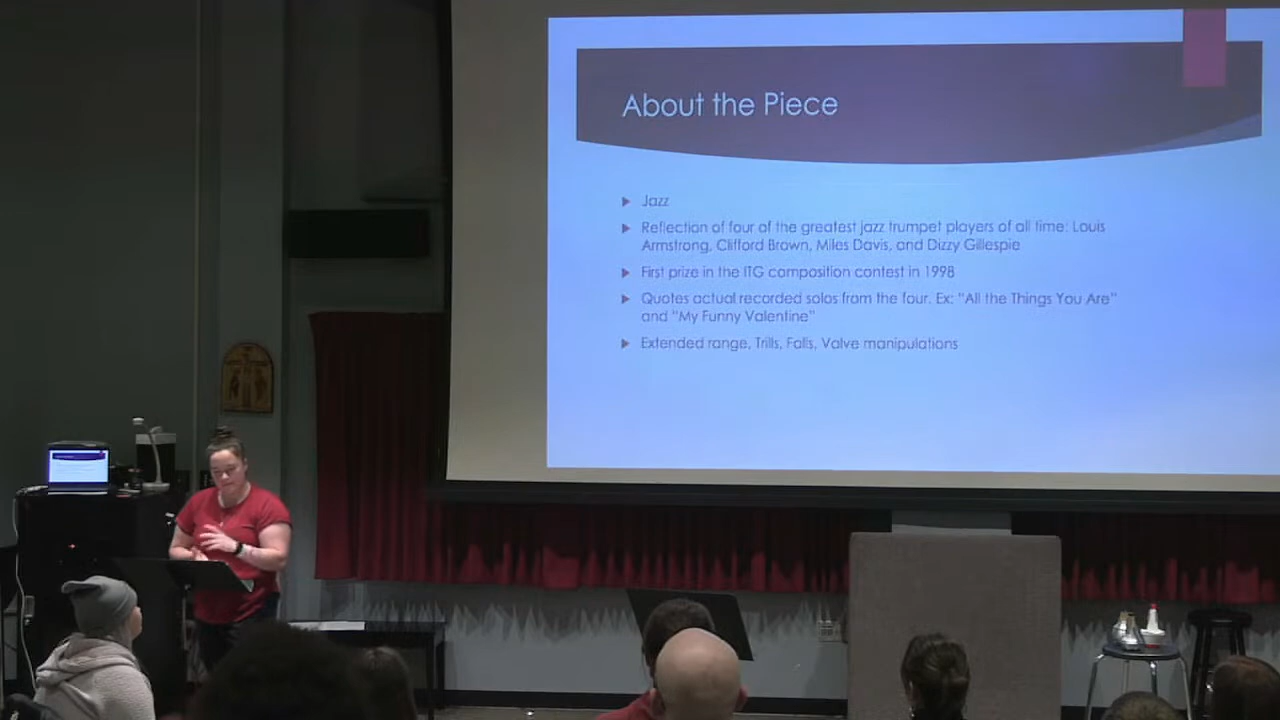 About the Piece
Jazz
Reflection of four of the greatest jazz trumpet players of all time: Louis
Armstrong, Clifford Brown, Miles Davis, and Dizzy Gillespie
First prize in the ITG composition contest in 1998
Quotes actual recorded solos from the four. Ex: “All the Things You Are”
and “My Funny Valentine”
Extended range, Trills, Falls, Valve manipulations